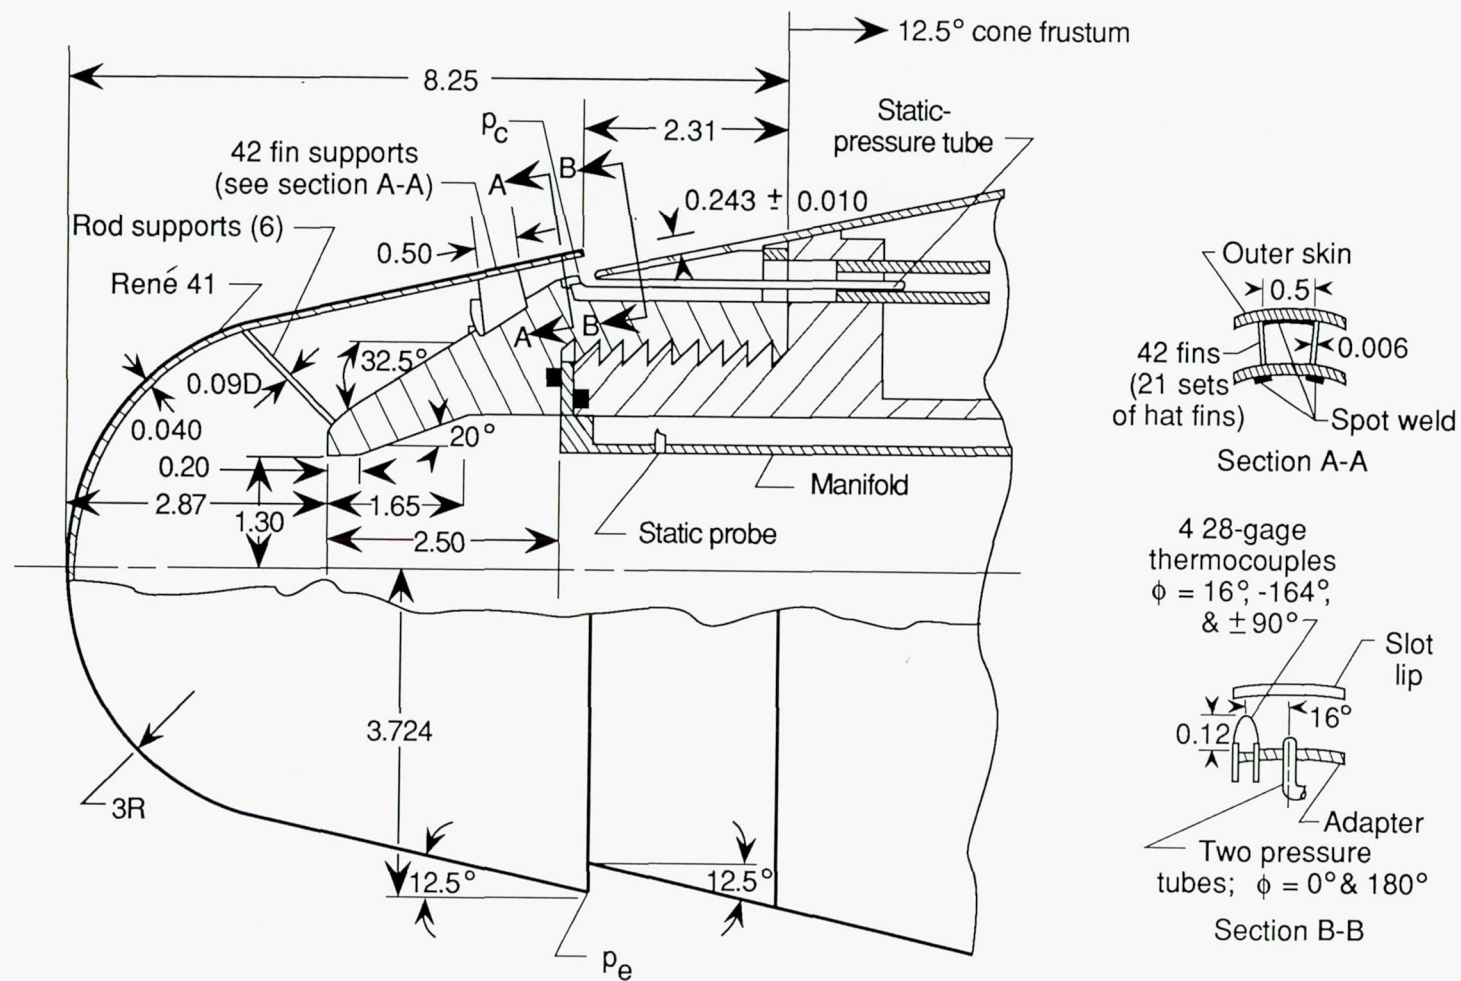 12.5° cone frustum
8.25
2.31
Static-
pressure tube
p_c
42 fin supports
(see section A-A)
A
B
0.243 ± 0.010
Rod supports (6)
0.50
René 41
A
B
32.5°
0.09D
0.040
20°
0.20
2.87
1.65
1.30
2.50
Manifold
Static probe
3.724
3R
12.5°
12.5°
p_e
Outer skin
0.5
42 fins
(21 sets
of hat fins)
0.006
Spot weld
Section A-A
4 28-gage
thermocouples
ϕ = 16°, -164°,
& ±90°
Slot
lip
16°
0.12
Adapter
Two pressure
tubes; ϕ = 0° & 180°
Section B-B